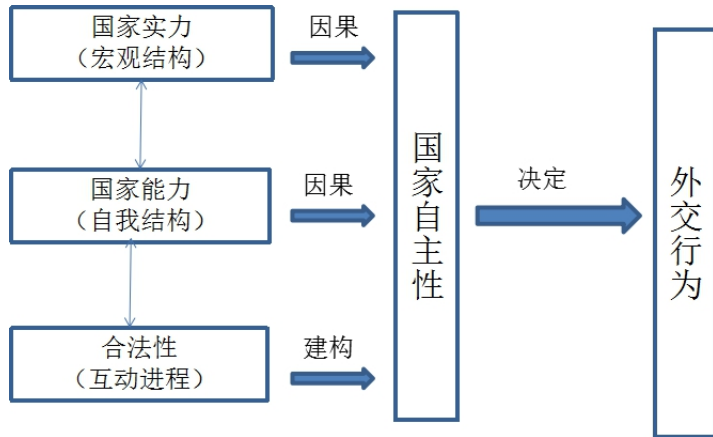 国家实力
（宏观结构）
因果
国家能力
（自我结构）
因果
合法性
（互动进程）
建构
国家自主性
决定
外交行为